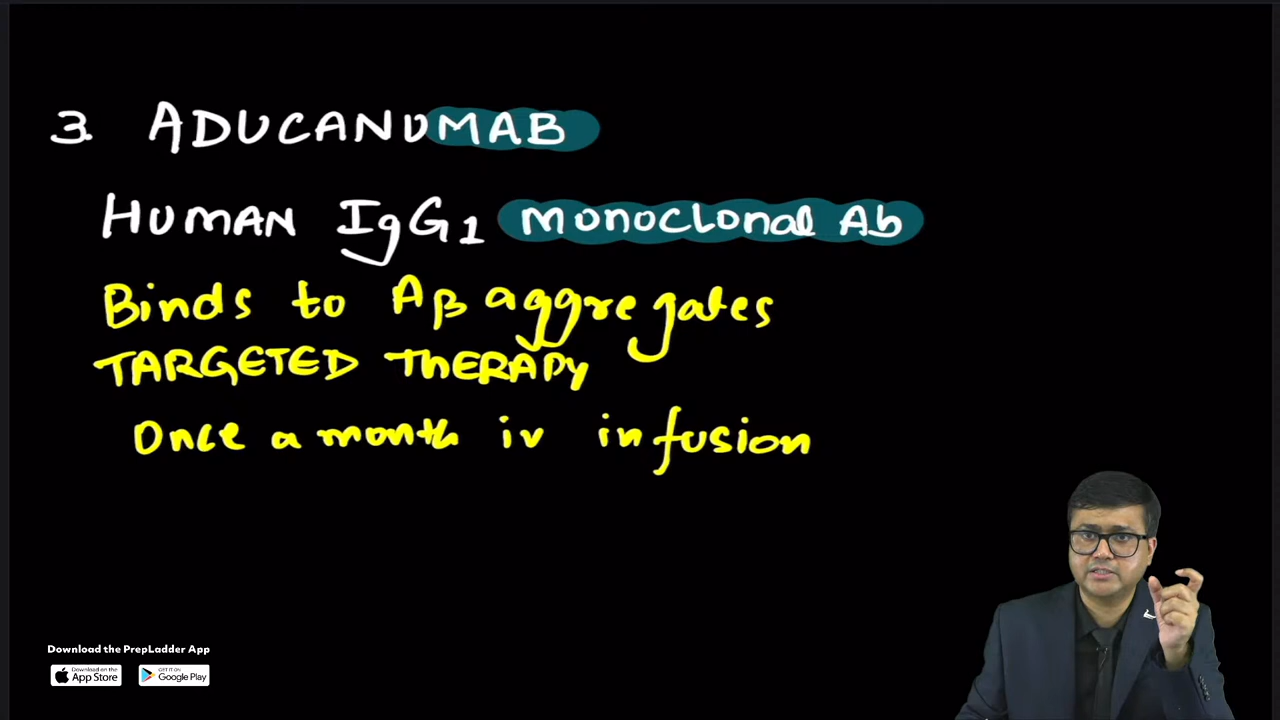 3 ADUCANUMAB
HUMAN IgG1 monoclonal Ab
Binds to Aβ aggregates
TARGETED THERAPY
Once a month iv infusion
Download the PrepLadder App
Download on the App Store
GET IT ON Google Play